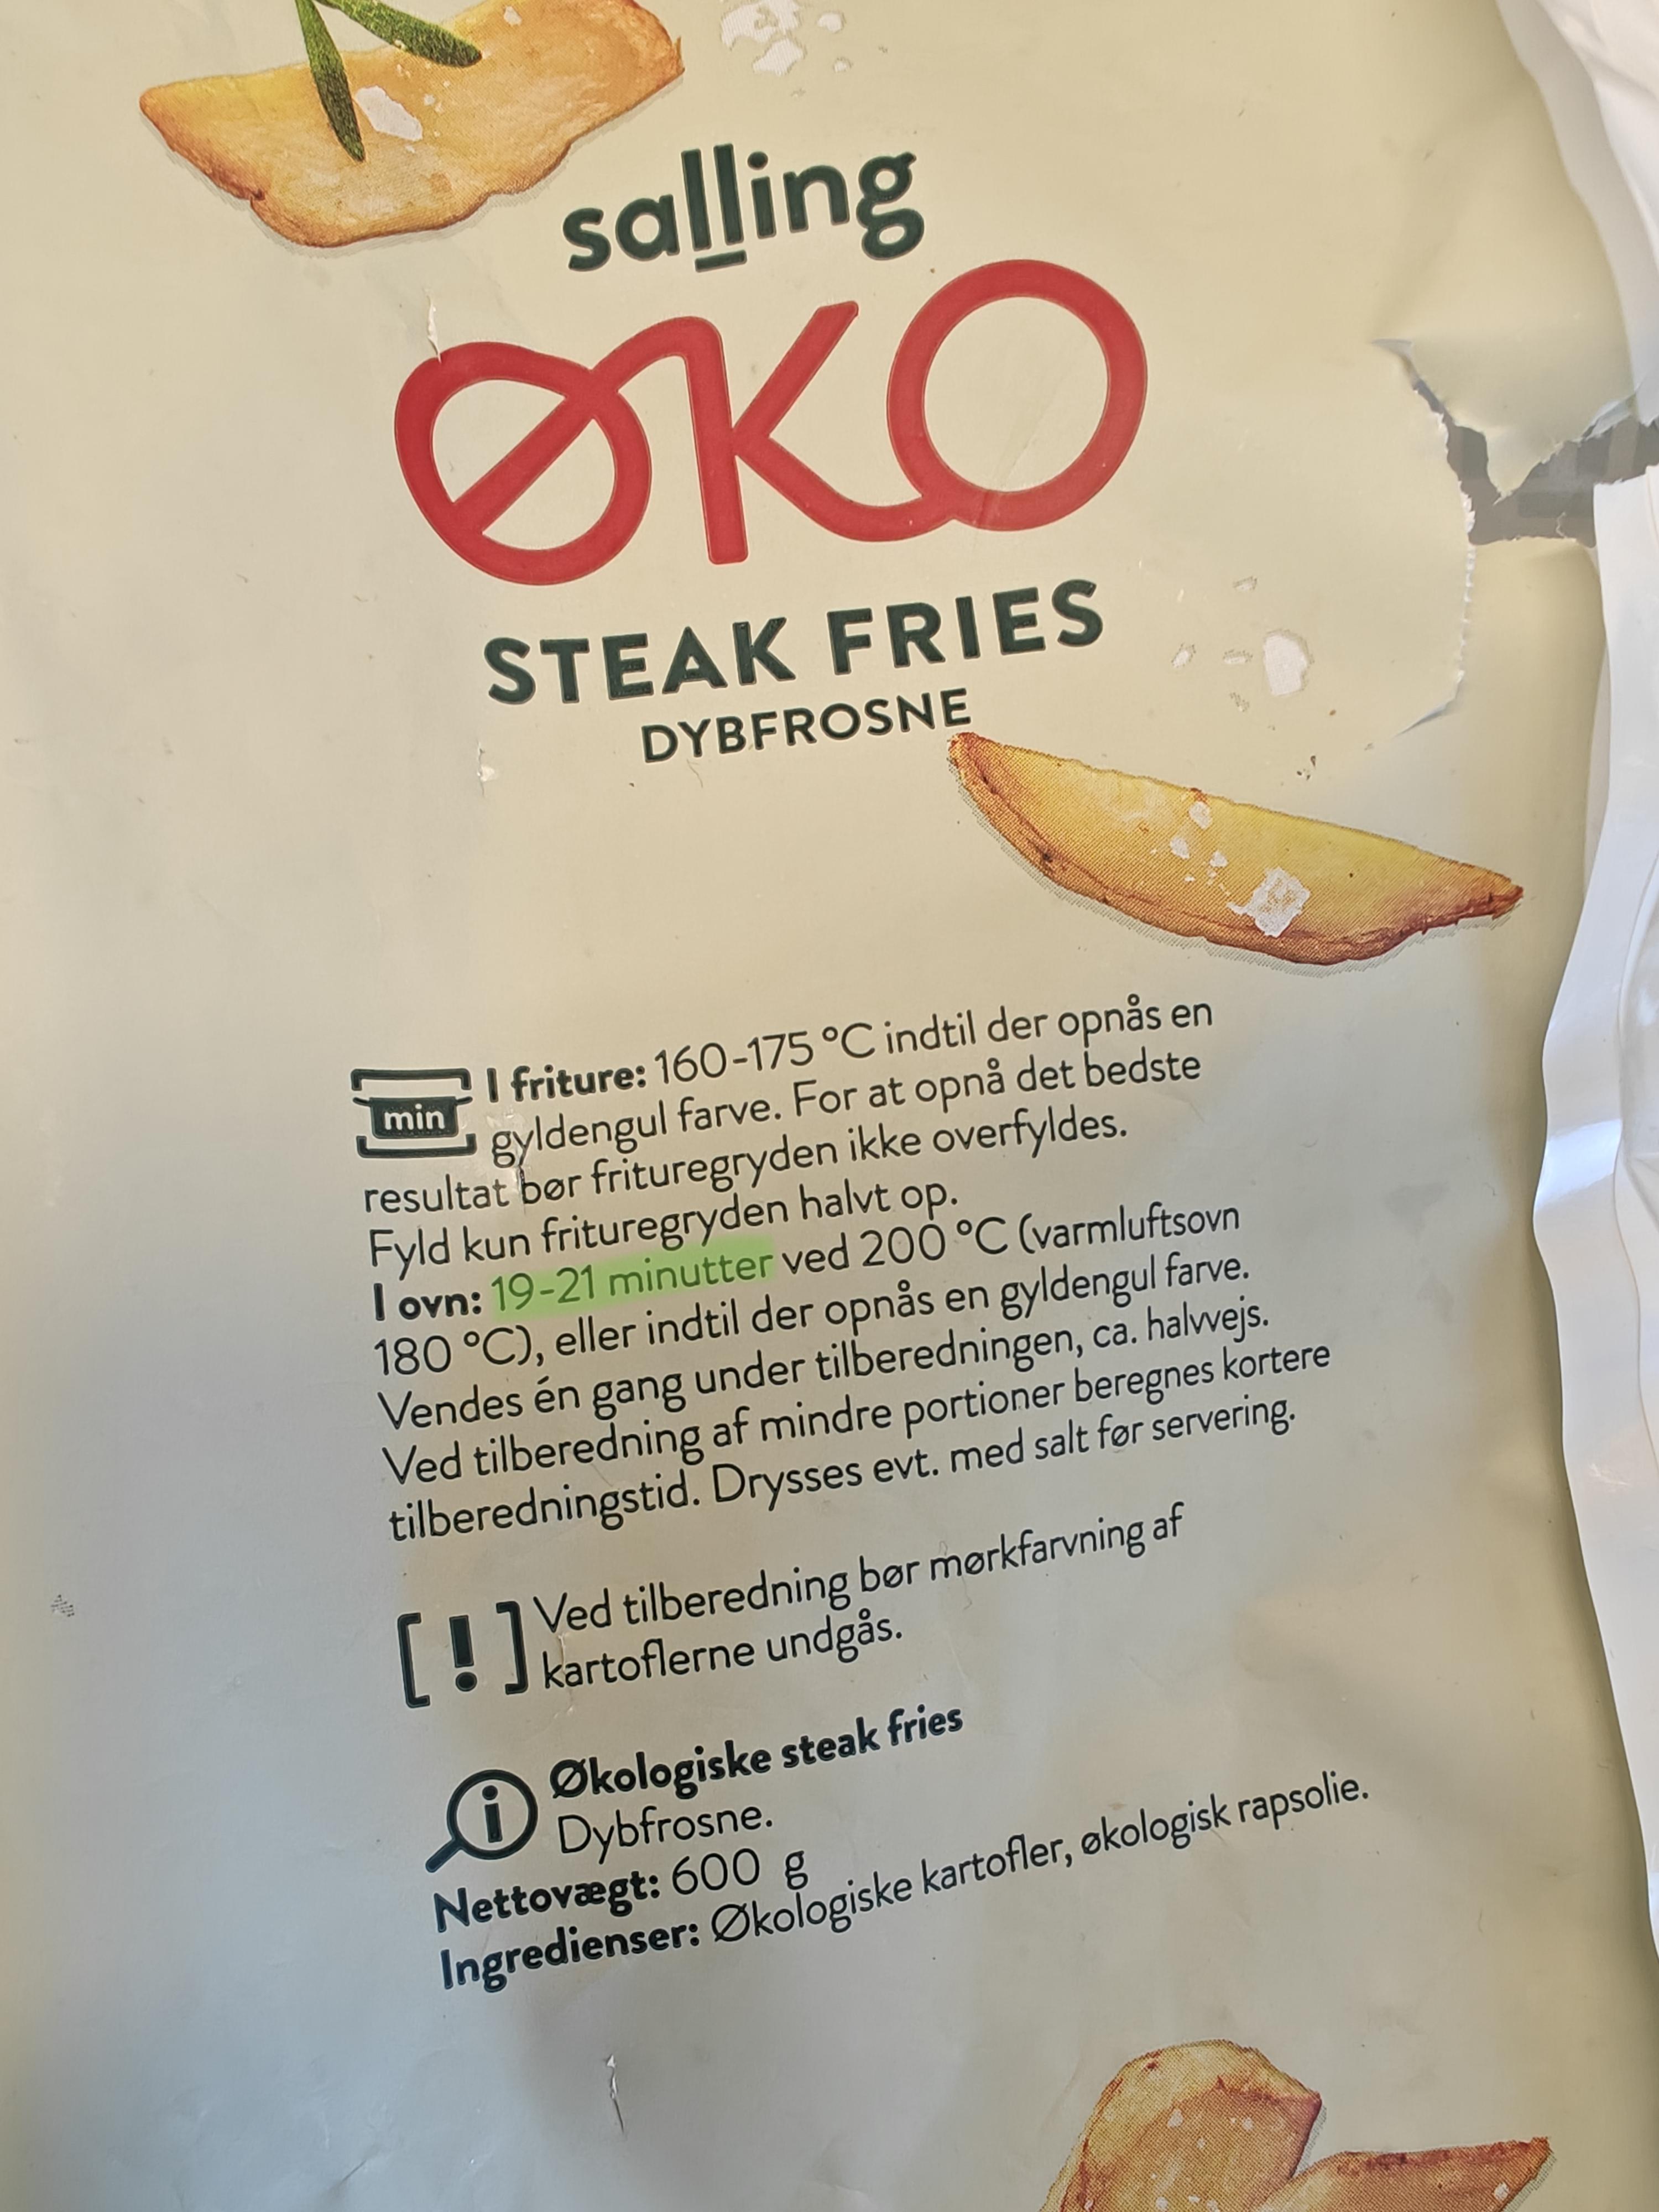 salling
ØKO
STEAK FRIES
DYBFROSNE
min
I friture: 160-175 °C indtil der opnås en
gyldengul farve. For at opnå det bedste
resultat bør frituregryden ikke overfyldes.
Fyld kun frituregryden halvt op.
I ovn: 19-21 minutter ved 200 °C (varmluftsovn
180 °C), eller indtil der opnås en gyldengul farve.
Vendes én gang under tilberedningen, ca. halvvejs.
Ved tilberedning af mindre portioner beregnes kortere
tilberedningstid. Drysses evt. med salt før servering.
[!] Ved tilberedning bør mørkfarvning af
kartoflerne undgås.
i Økologiske steak fries
Dybfrosne.
Nettovægt: 600 g
Ingredienser: Økologiske kartofler, økologisk rapsolie.